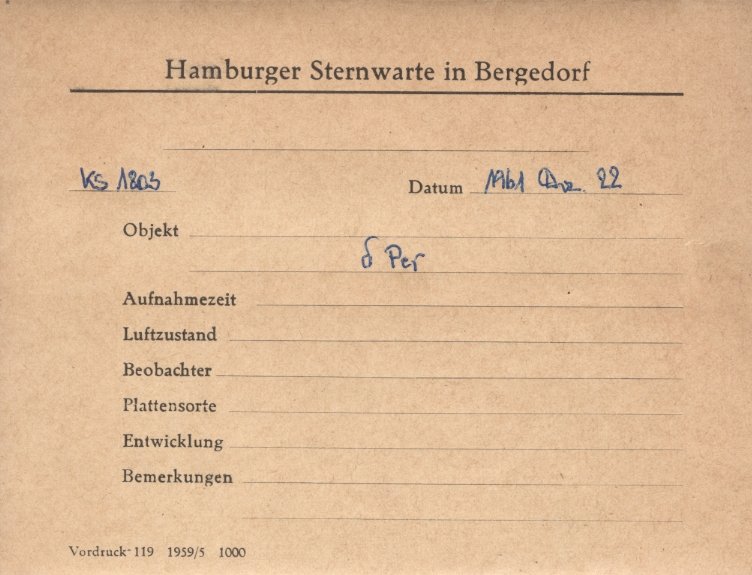 Hamburger Sternwarte in Bergedorf
KS 1803 Datum 1961 Dez. 22
Objekt
δ Per
Aufnahmezeit
Luftzustand
Beobachter
Plattensorte
Entwicklung
Bemerkungen
Vordruck 119 1959/5 1000